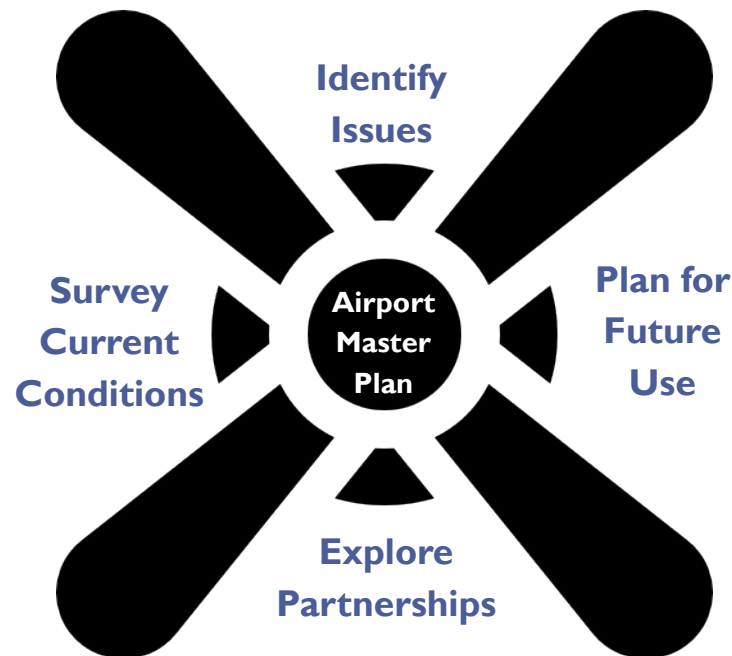 Identify
Issues
Survey
Current
Conditions
Airport
Master
Plan
Plan for
Future
Use
Explore
Partnerships